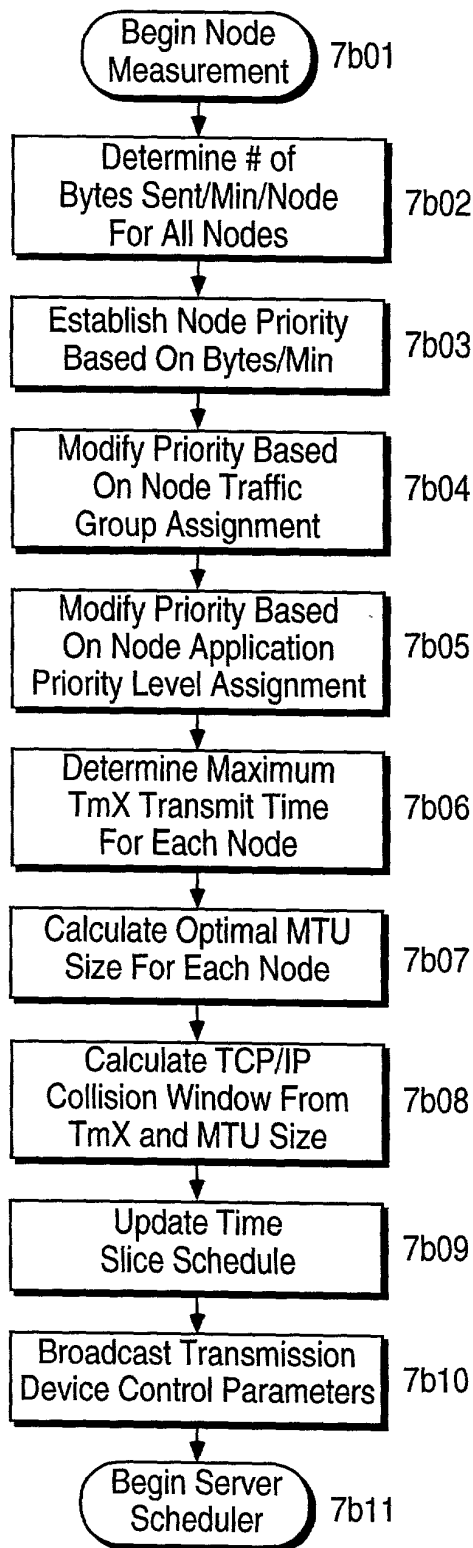 Begin Node
Measurement
7b01
Determine # of
Bytes Sent/Min/Node
For All Nodes
7b02
Establish Node Priority
Based On Bytes/Min
7b03
Modify Priority Based
On Node Traffic
Group Assignment
7b04
Modify Priority Based
On Node Application
Priority Level Assignment
7b05
Determine Maximum
TmX Transmit Time
For Each Node
7b06
Calculate Optimal MTU
Size For Each Node
7b07
Calculate TCP/IP
Collision Window From
TmX and MTU Size
7b08
Update Time
Slice Schedule
7b09
Broadcast Transmission
Device Control Parameters
7b10
Begin Server
Scheduler
7b11